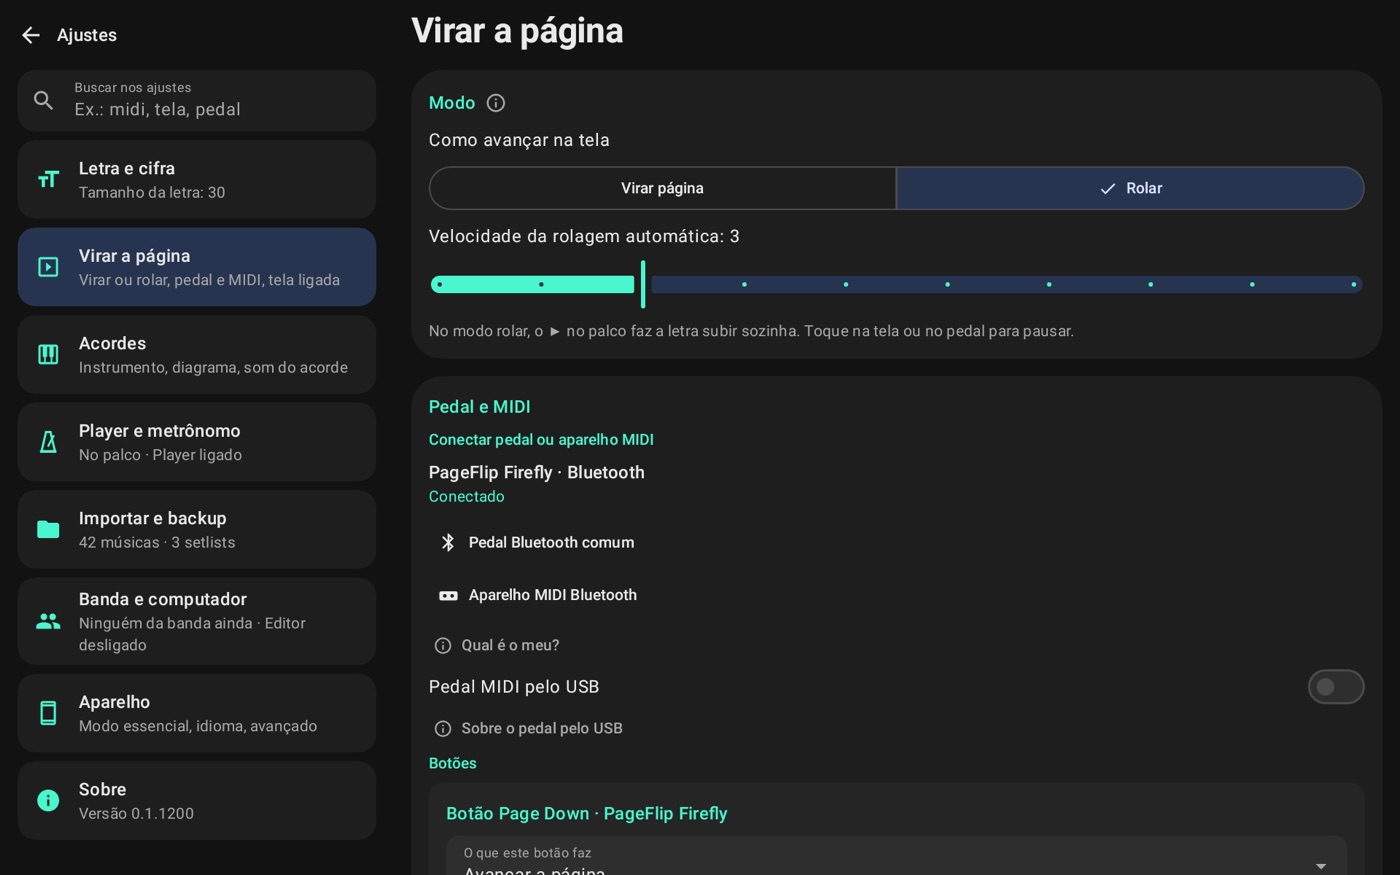 Ajustes
Buscar nos ajustes
Ex.: midi, tela, pedal
Letra e cifra
Tamanho da letra: 30
Virar a página
Virar ou rolar, pedal e MIDI, tela ligada
Acordes
Instrumento, diagrama, som do acorde
Player e metrônomo
No palco · Player ligado
Importar e backup
42 músicas · 3 setlists
Banda e computador
Ninguém da banda ainda · Editor
desligado
Aparelho
Modo essencial, idioma, avançado
Sobre
Versão 0.1.1200
Virar a página
Modo
Como avançar na tela
Virar página
Rolar
Velocidade da rolagem automática: 3
No modo rolar, o ► no palco faz a letra subir sozinha. Toque na tela ou no pedal para pausar.
Pedal e MIDI
Conectar pedal ou aparelho MIDI
PageFlip Firefly · Bluetooth
Conectado
Pedal Bluetooth comum
Aparelho MIDI Bluetooth
Qual é o meu?
Pedal MIDI pelo USB
Sobre o pedal pelo USB
Botões
Botão Page Down · PageFlip Firefly
O que este botão faz
Avançar a página